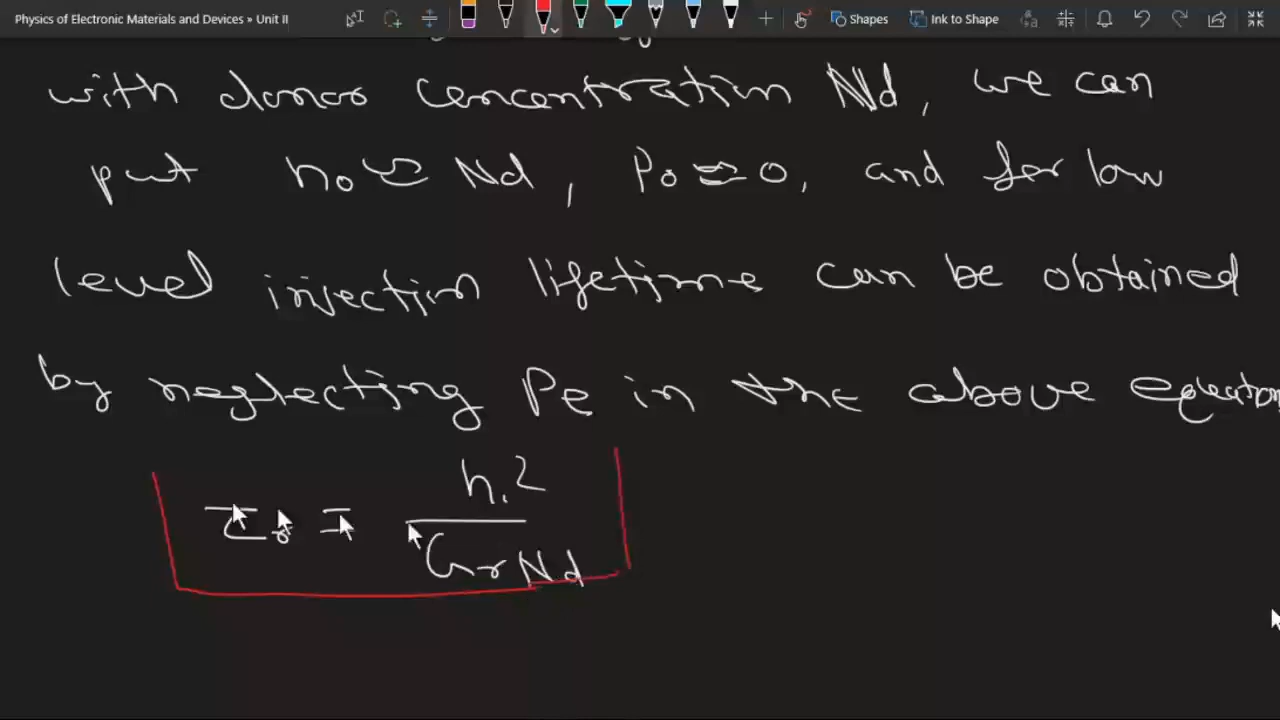 Physics of Electronic Materials and Devices » Unit II
Shapes Ink to Shape
with donor concentration Nd, we can
put n₀ ≃ Nd, P₀ ≃ 0, and for low
level injection lifetime can be obtained
by neglecting Pe in the above equation
τᵣ = nᵢ² / GᵣNd